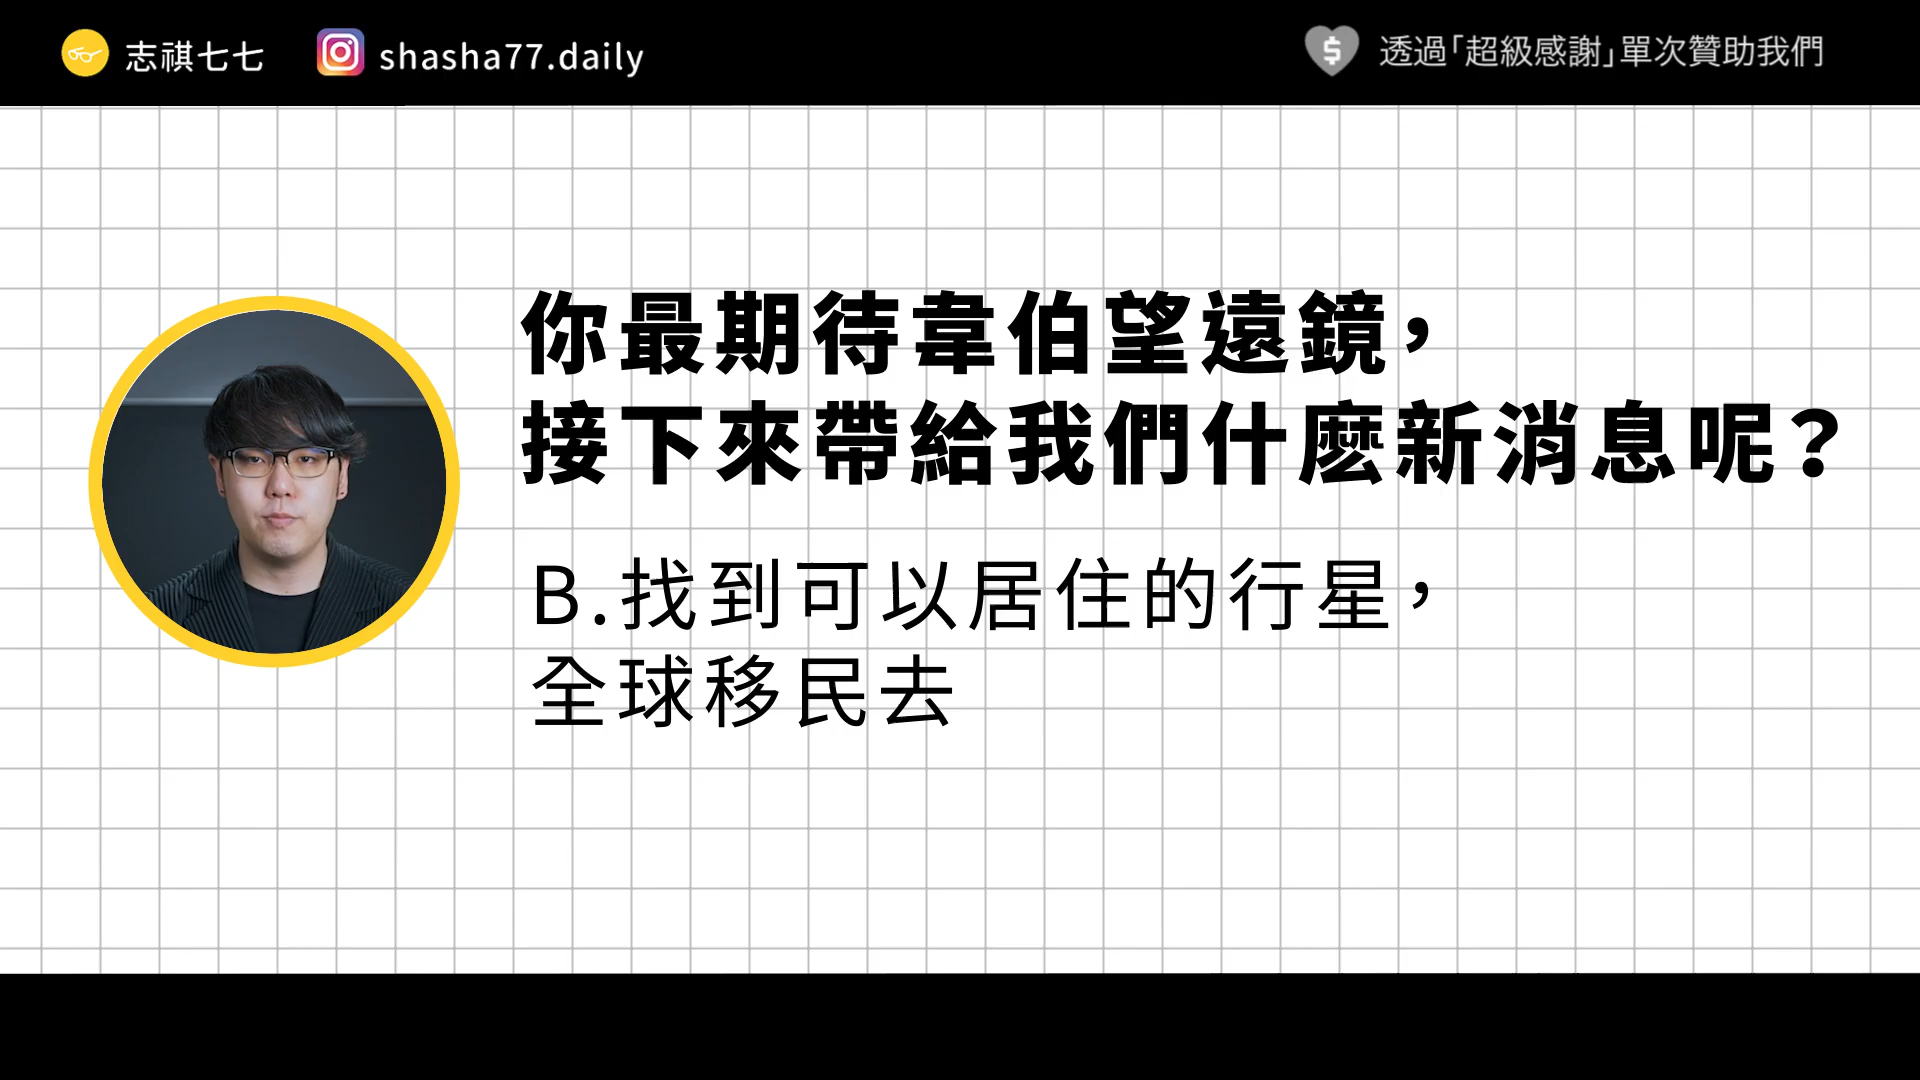 志祺七七
shasha77.daily
透過「超級感謝」單次贊助我們
你最期待韋伯望遠鏡，
接下來帶給我們什麼新消息呢？
B.找到可以居住的行星，
全球移民去